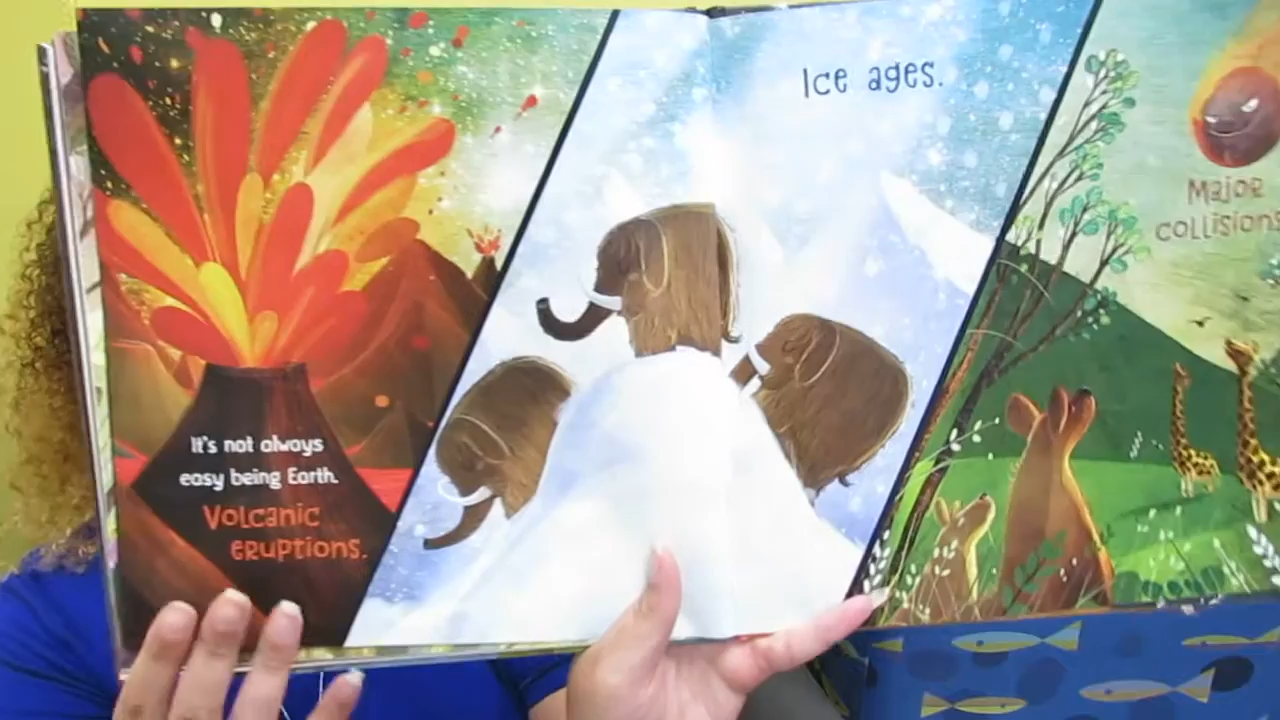 It's not always
easy being Earth.
Volcanic
eruptions.
Ice ages.
Major
collisions